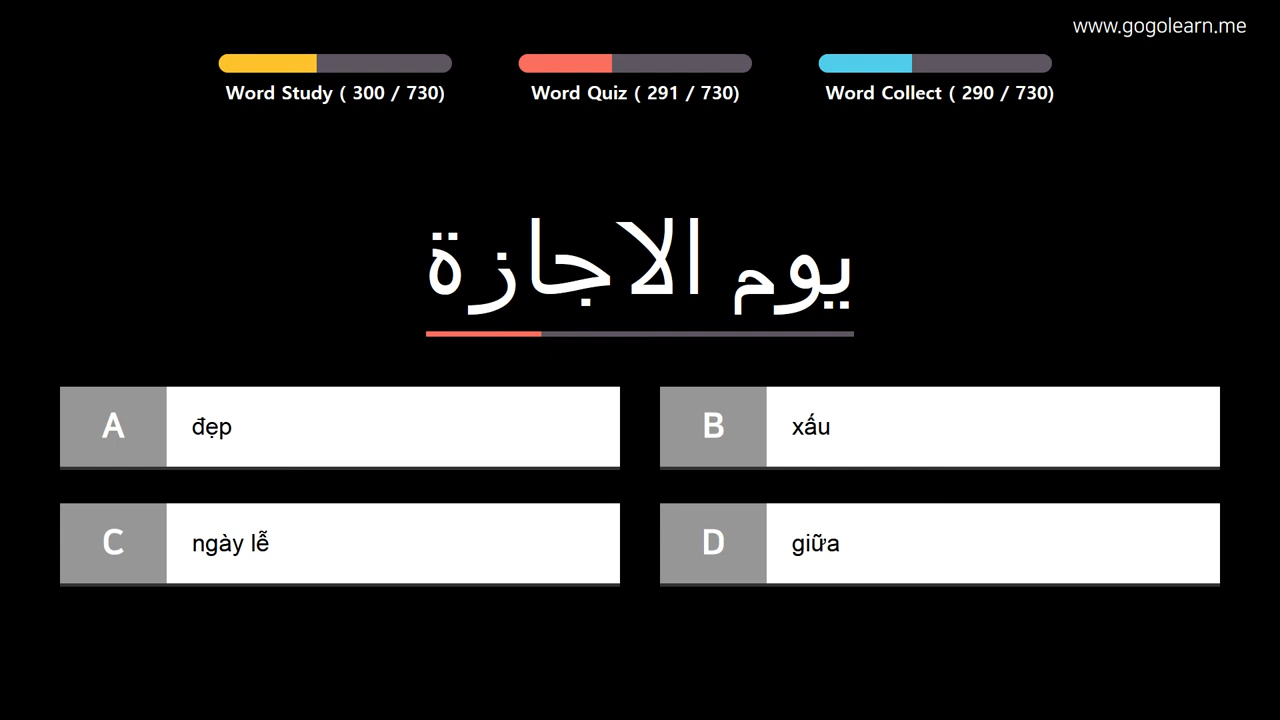 www.gogolearn.me
Word Study ( 300 / 730)
Word Quiz ( 291 / 730)
Word Collect ( 290 / 730)
يوم الاجازة
A đẹp
B xấu
C ngày lễ
D giữa